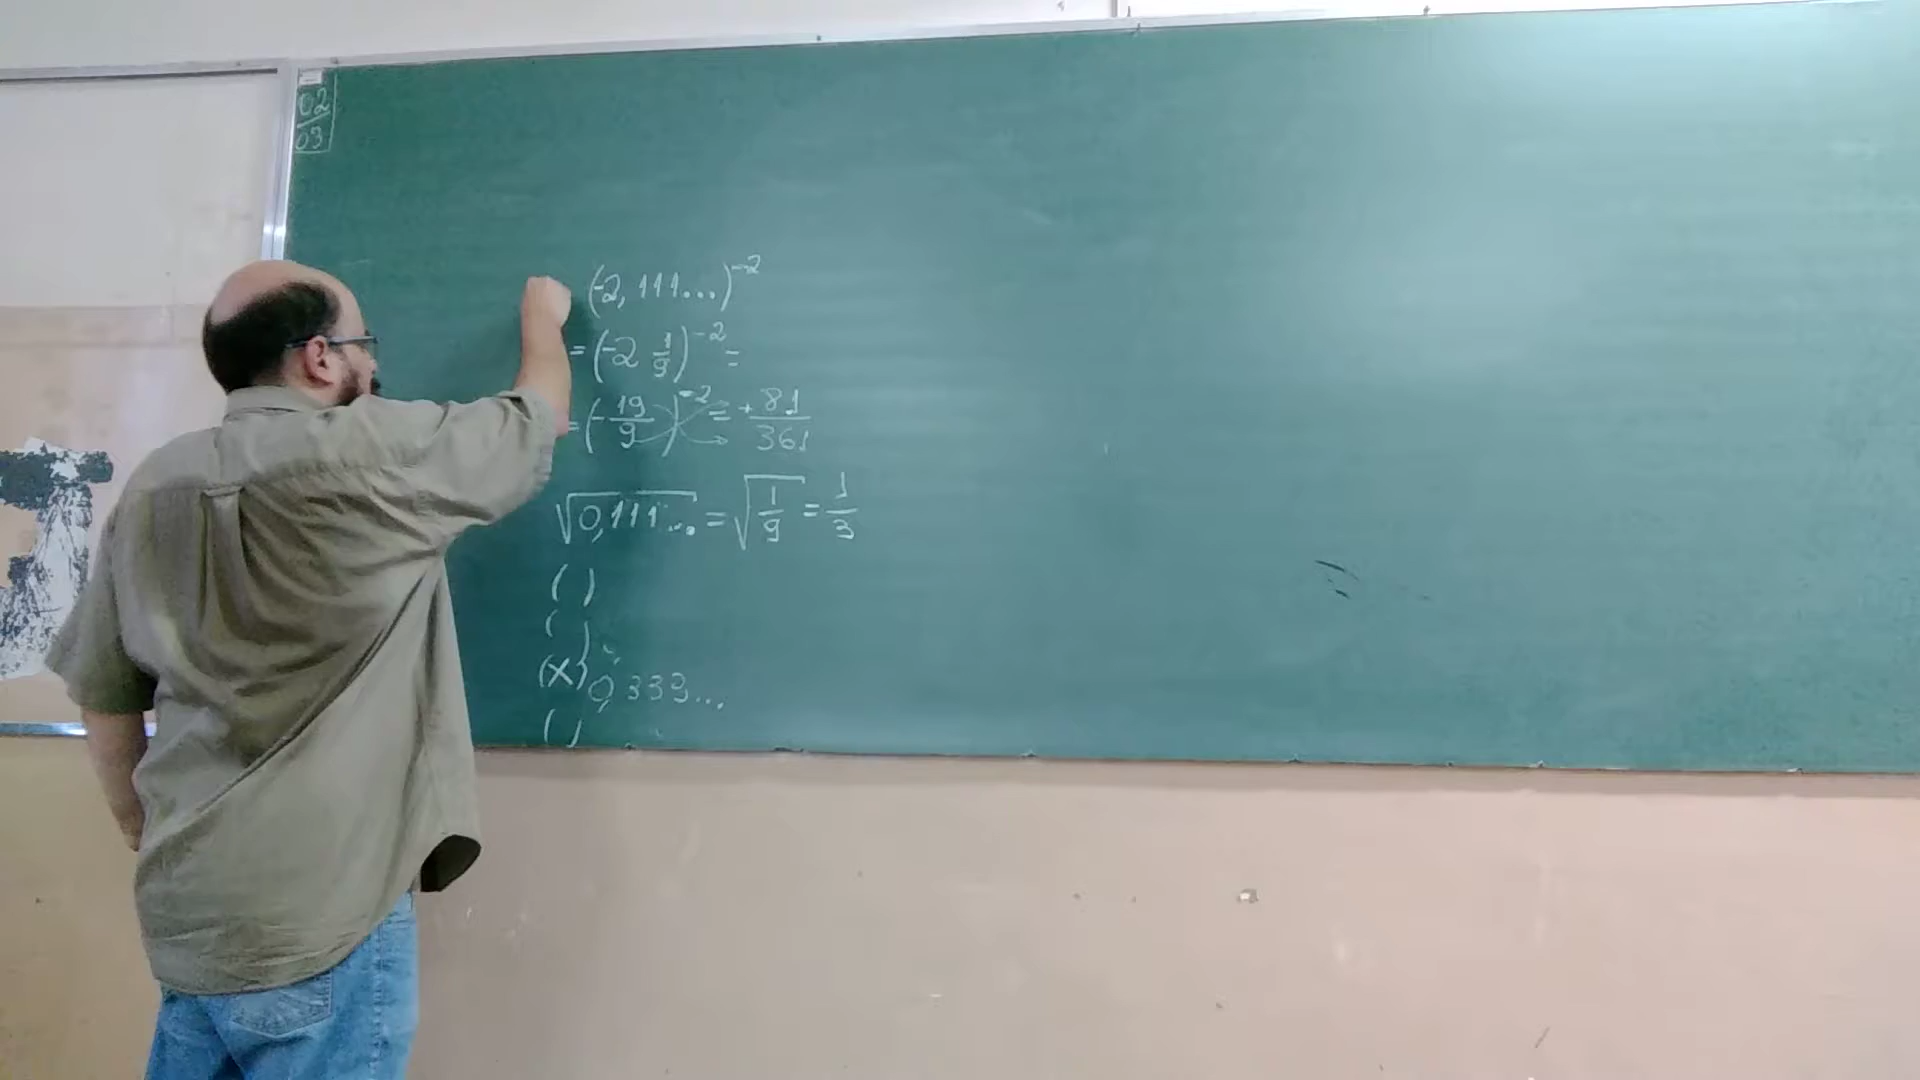 02
03
(-2,111...)⁻²
= (-2 1/9)⁻² =
= (-19/9)⁻² = + 81/361
√0,111... = √1/9 = 1/3
( )
( )
(X) 0,333...
( )